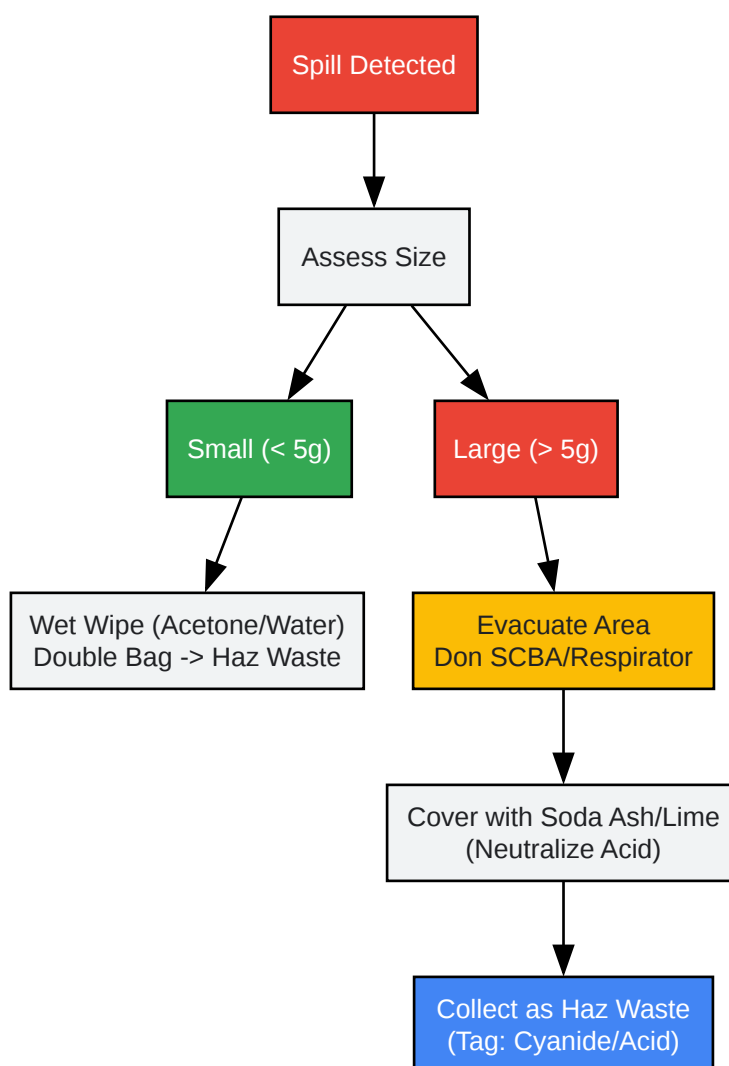 Spill Detected
Assess Size
Small (< 5g)
Large (> 5g)
Wet Wipe (Acetone/Water)
Double Bag -> Haz Waste
Evacuate Area
Don SCBA/Respirator
Cover with Soda Ash/Lime
(Neutralize Acid)
Collect as Haz Waste
(Tag: Cyanide/Acid)